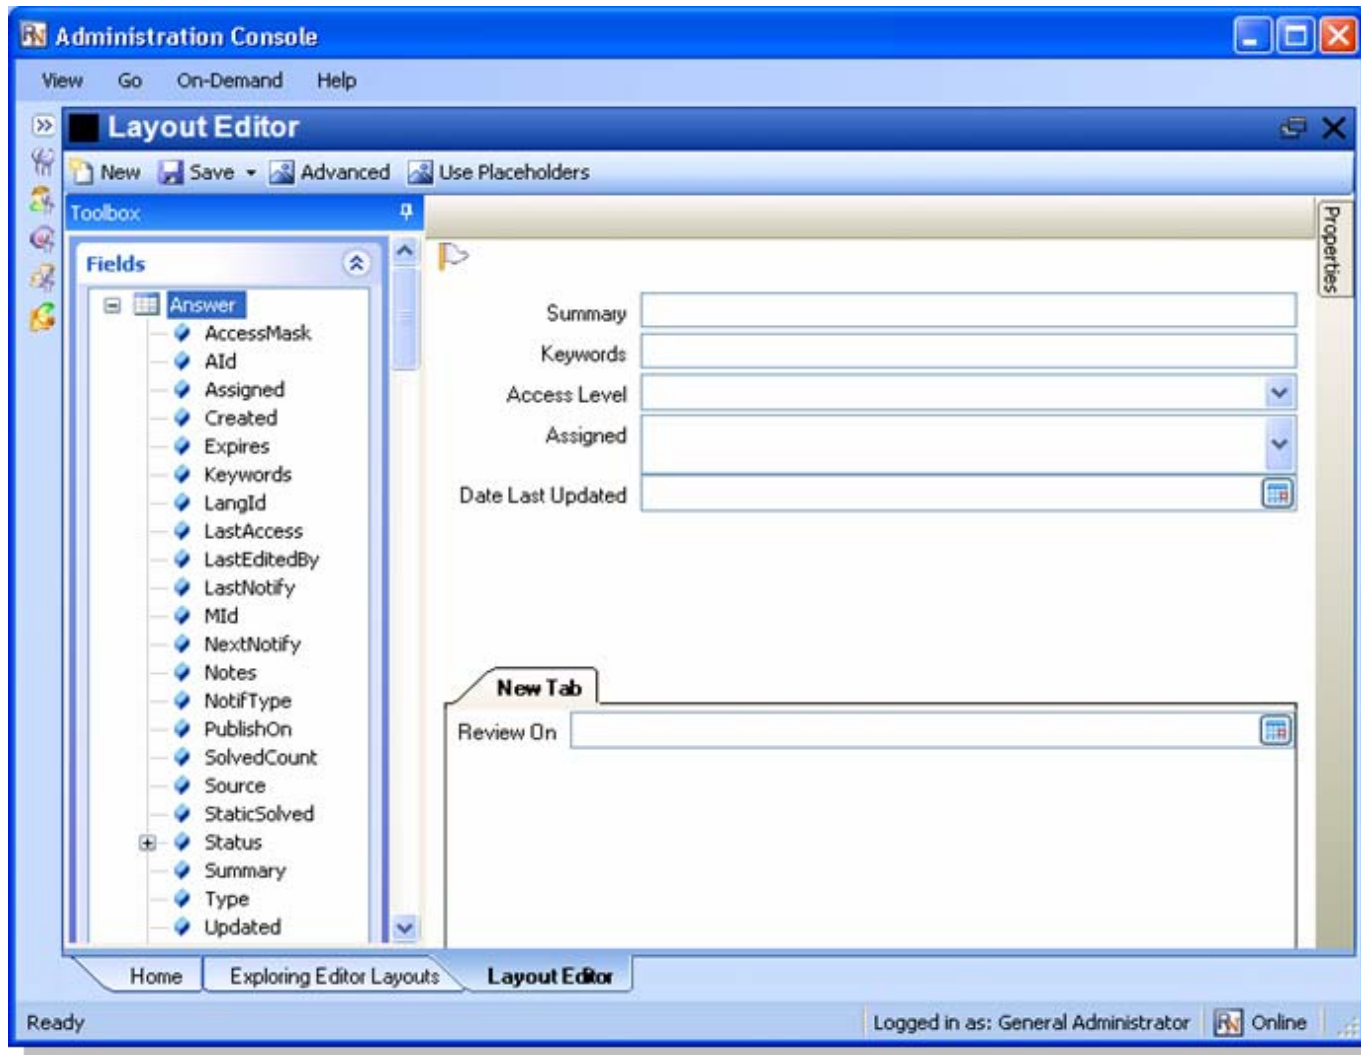 Administration Console
View Go On-Demand Help
Layout Editor
New Save Advanced Use Placeholders
Toolbox
Properties
Fields
Answer
AccessMask
AId
Assigned
Created
Expires
Keywords
LangId
LastAccess
LastEditedBy
LastNotify
MId
NextNotify
Notes
NotifType
PublishOn
SolvedCount
Source
StaticSolved
Status
Summary
Type
Updated
Summary
Keywords
Access Level
Assigned
Date Last Updated
New Tab
Review On
Home Exploring Editor Layouts Layout Editor
Ready Logged in as: General Administrator RN Online